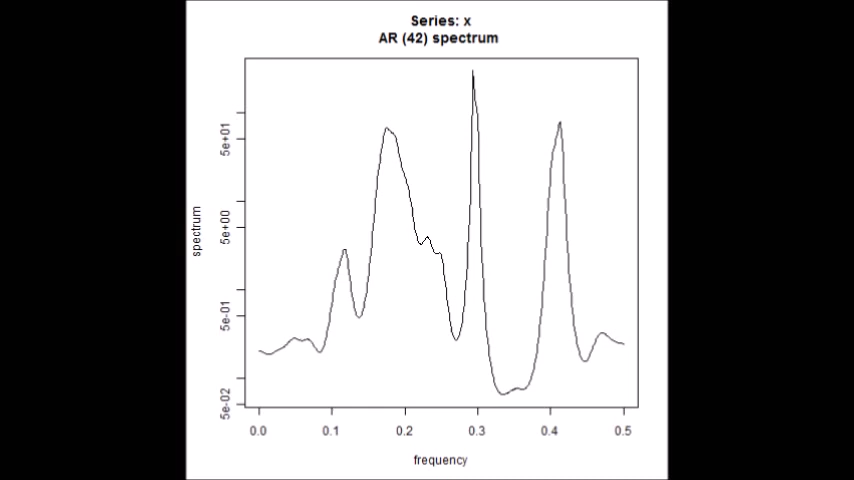 Series: x
AR (42) spectrum
spectrum
5e+01
5e+00
5e-01
5e-02
0.0 0.1 0.2 0.3 0.4 0.5
frequency